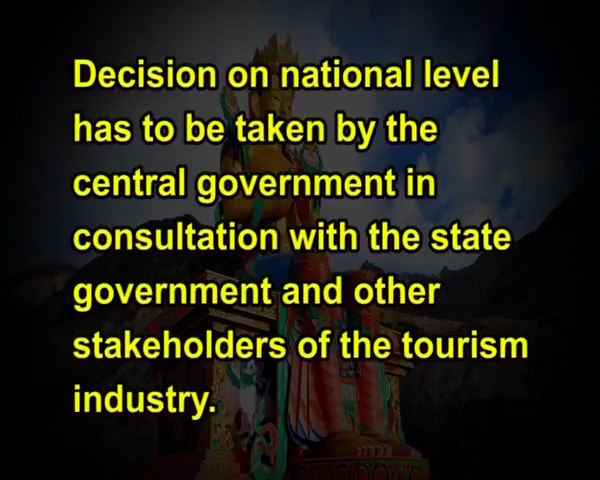 Decision on national level
has to be taken by the
central government in
consultation with the state
government and other
stakeholders of the tourism
industry.